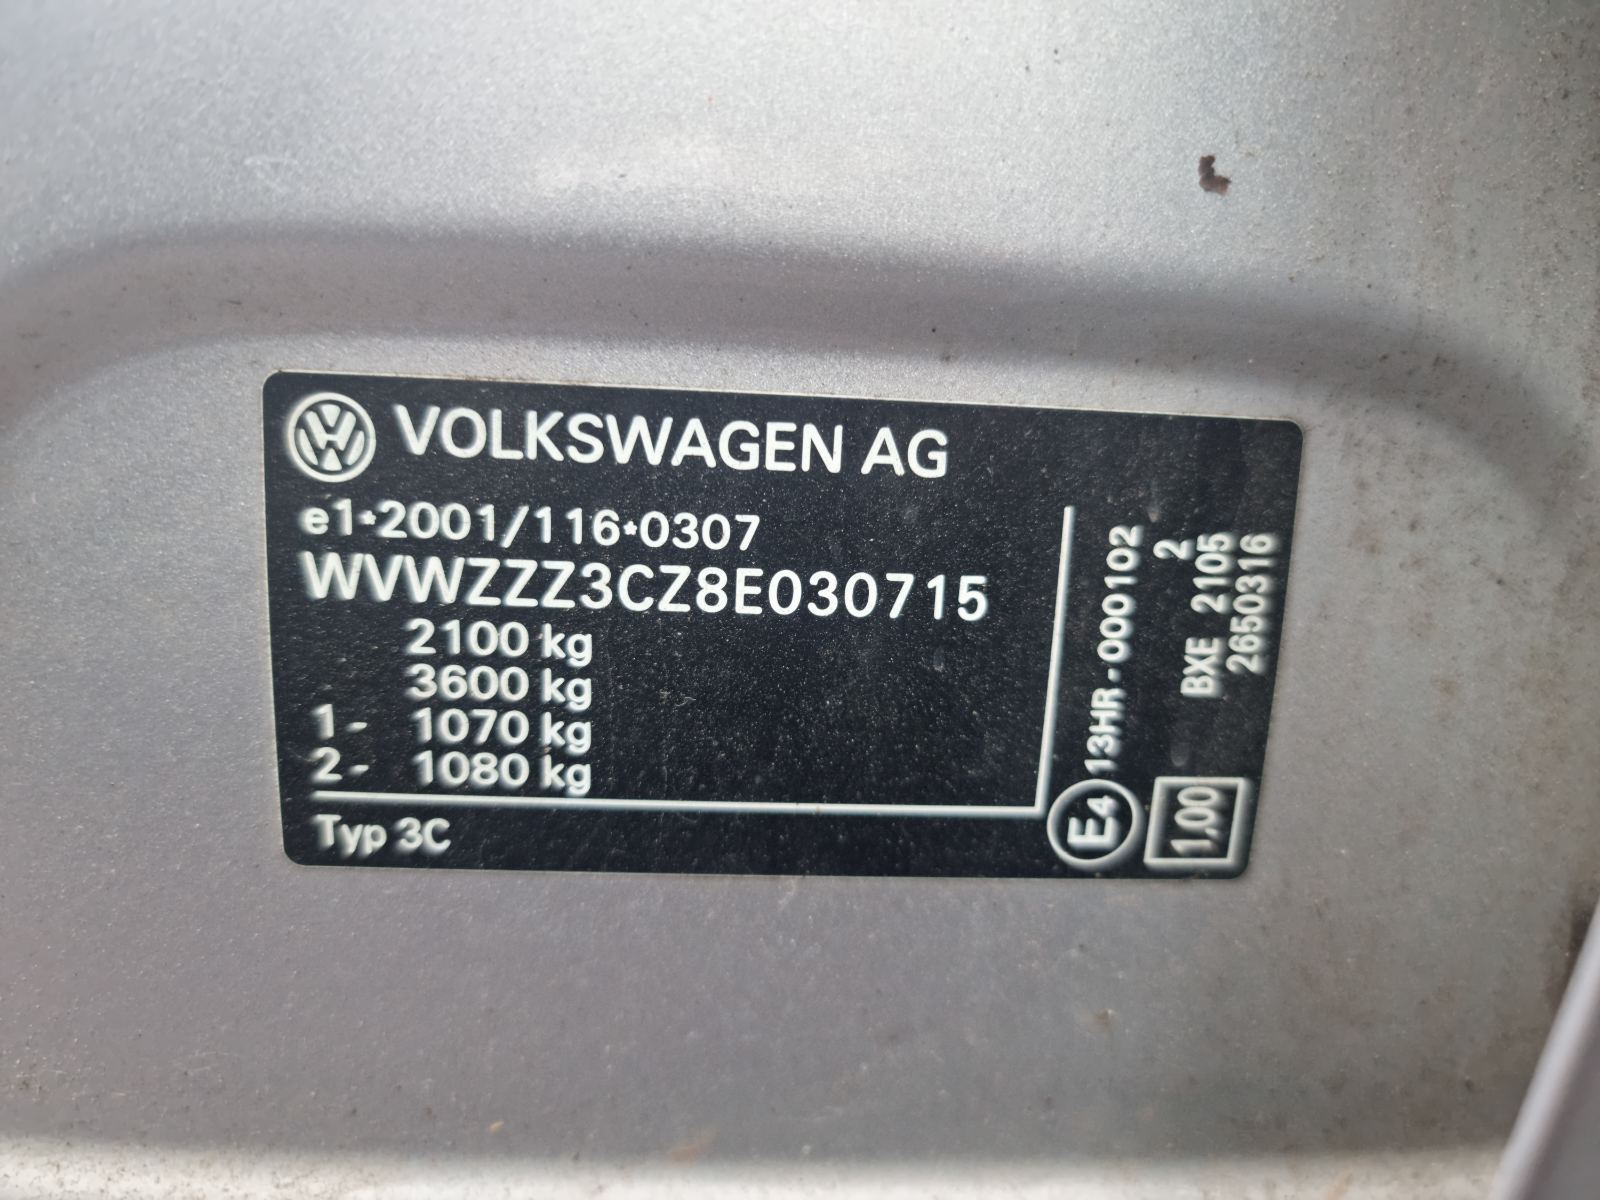 VOLKSWAGEN AG
e1*2001/116*0307
WVWZZZ3CZ8E030715
2100 kg
3600 kg
1- 1070 kg
2- 1080 kg
Typ 3C
E4 13HR-000102
2
BXE 2105
2650316
1,00